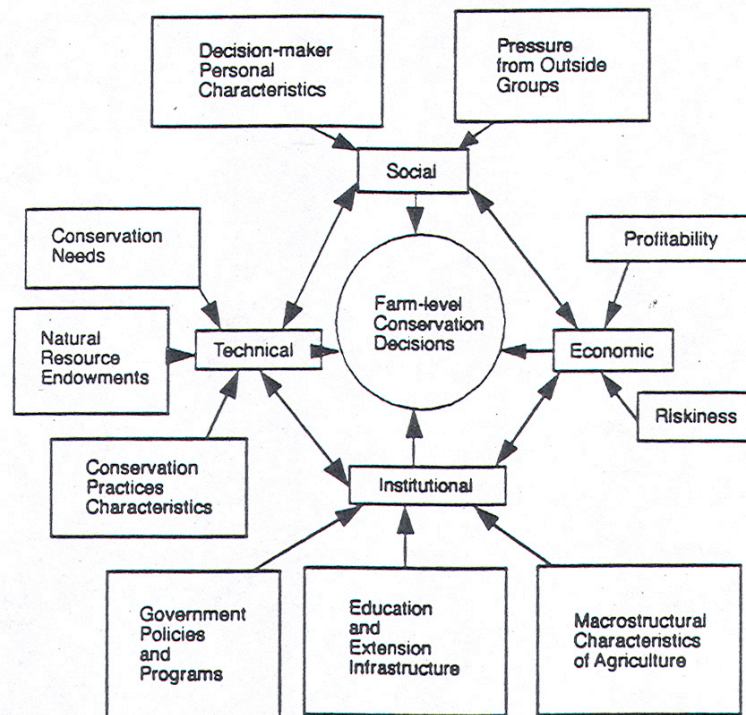 Decision-maker
Personal
Characteristics
Pressure
from Outside
Groups
Social
Conservation
Needs
Profitability
Farm-level
Conservation
Decisions
Natural
Resource
Endowments
Technical
Economic
Riskiness
Conservation
Practices
Characteristics
Institutional
Government
Policies
and
Programs
Education
and
Extension
Infrastructure
Macrostructural
Characteristics
of Agriculture